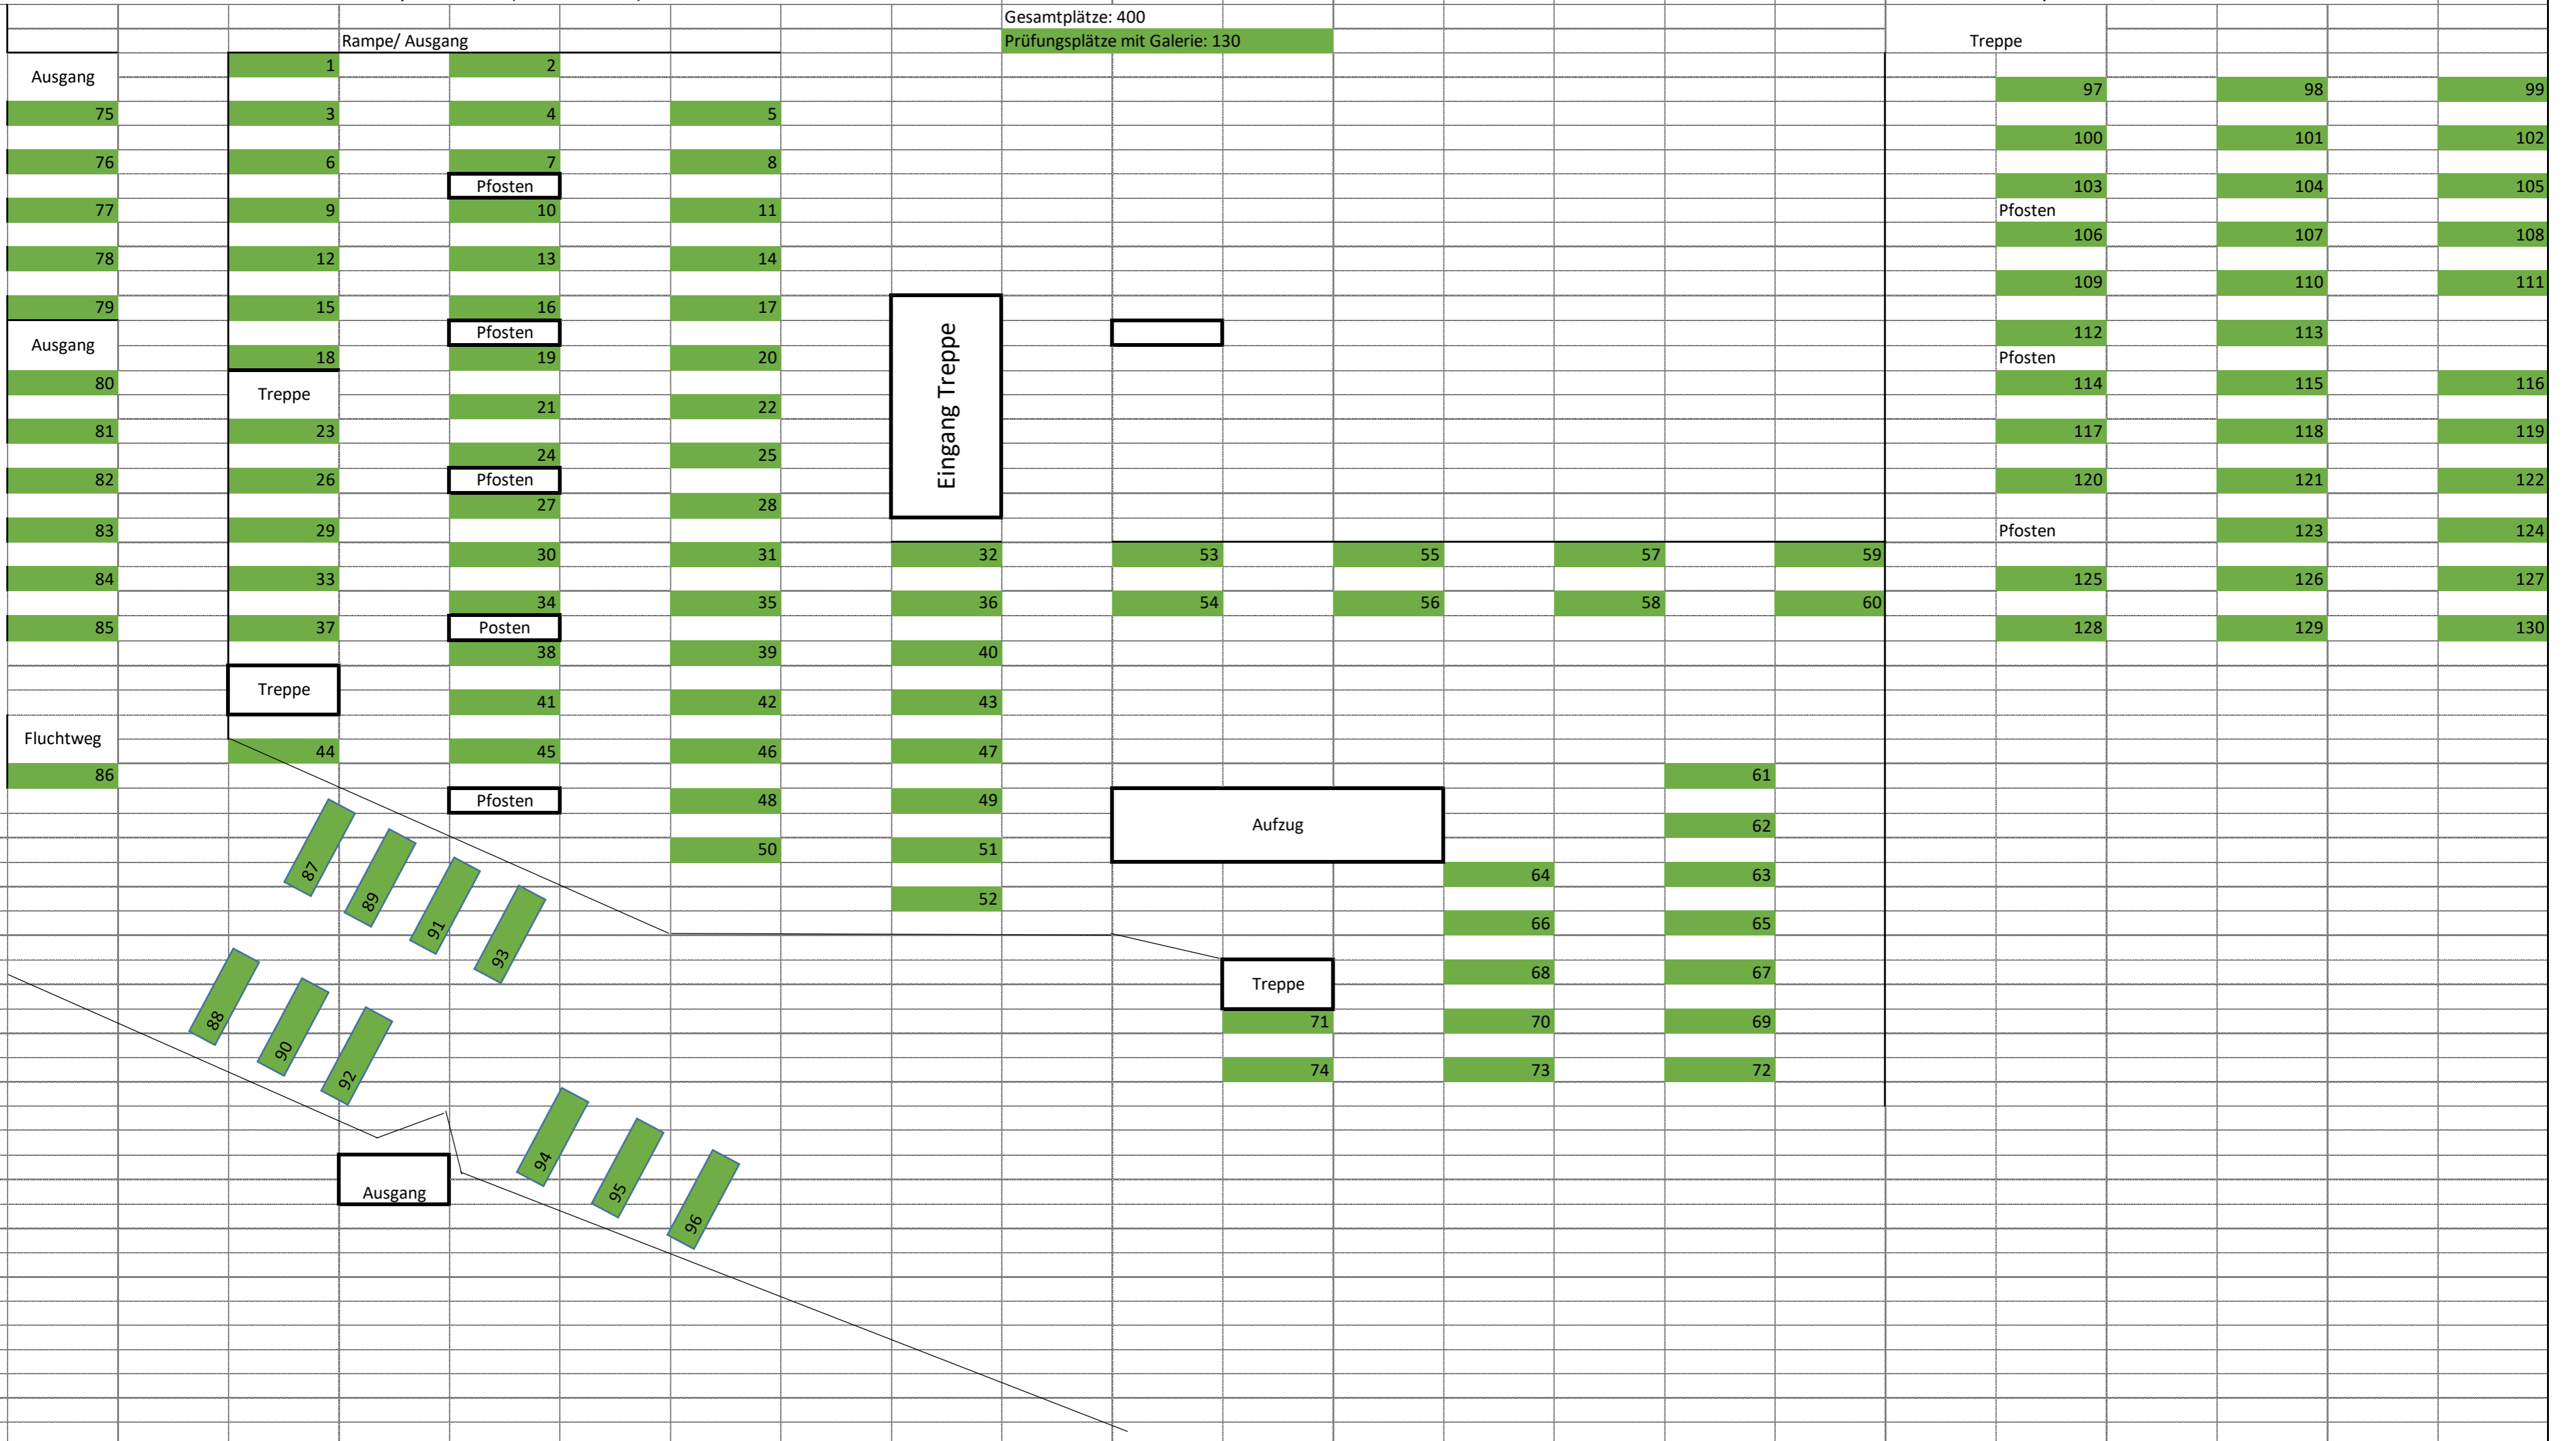 Gesamtplätze: 400
Rampe/ Ausgang
Prüfungsplätze mit Galerie: 130
Treppe
1 2
Ausgang
97 98 99
75 3 4 5
100 101 102
76 6 7 8
Pfosten
103 104 105
77 9 10 11
Pfosten
106 107 108
78 12 13 14
109 110 111
79 15 16 17
Pfosten
112 113
Ausgang
18 19 20
Pfosten
80
114 115 116
Treppe
Eingang Treppe
21 22
81 23
117 118 119
24 25
82 26
Pfosten
120 121 122
27 28
83 29
Pfosten
123 124
30 31 32 53 55 57 59
84 33
125 126 127
34 35 36 54 56 58 60
85 37
Posten
128 129 130
38 39 40
Treppe
41 42 43
Fluchtweg
44 45 46 47
86 61
Pfosten
48 49
Aufzug
62
50 51
87
64 63
89
52
91
66 65
93
68 67
Treppe
88
71 70 69
90
74 73 72
92
94
Ausgang
95
96